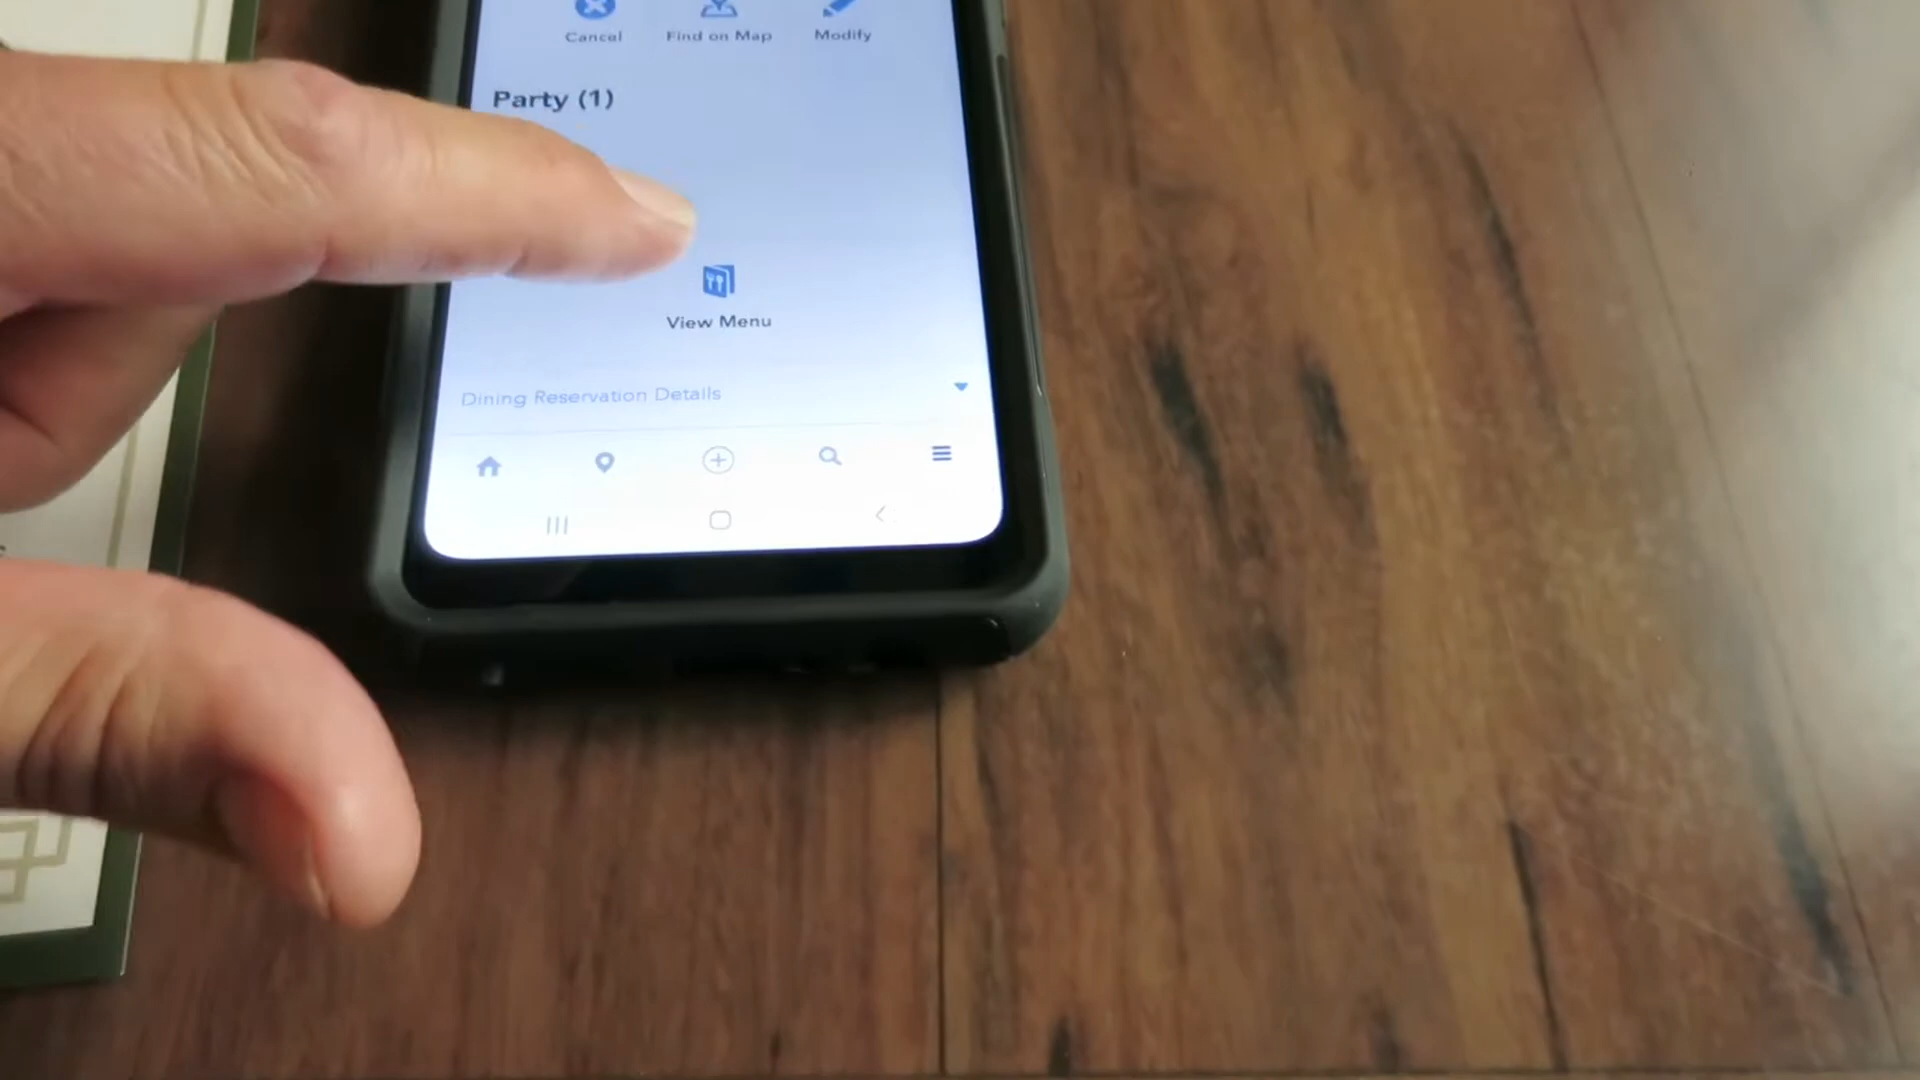 Cancel Find on Map Modify
Party (1)
View Menu
Dining Reservation Details